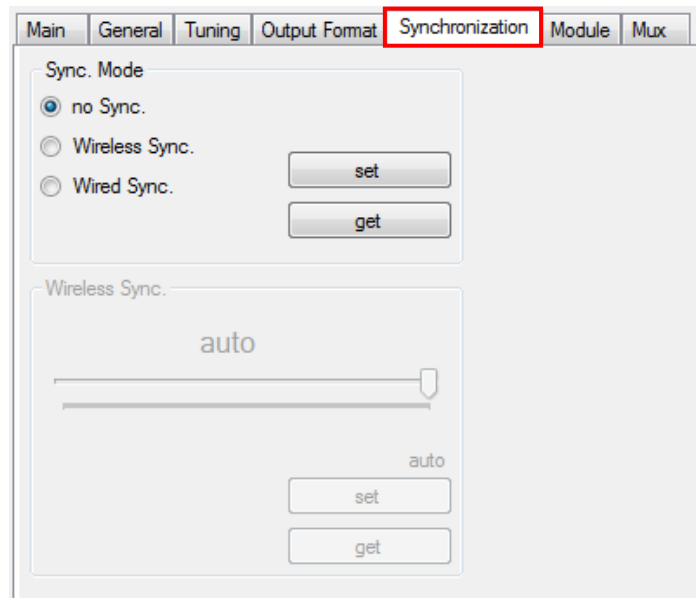 Main General Tuning Output Format Synchronization Module Mux
Sync. Mode
no Sync.
Wireless Sync.
Wired Sync.
set
get
Wireless Sync.
auto
auto
set
get